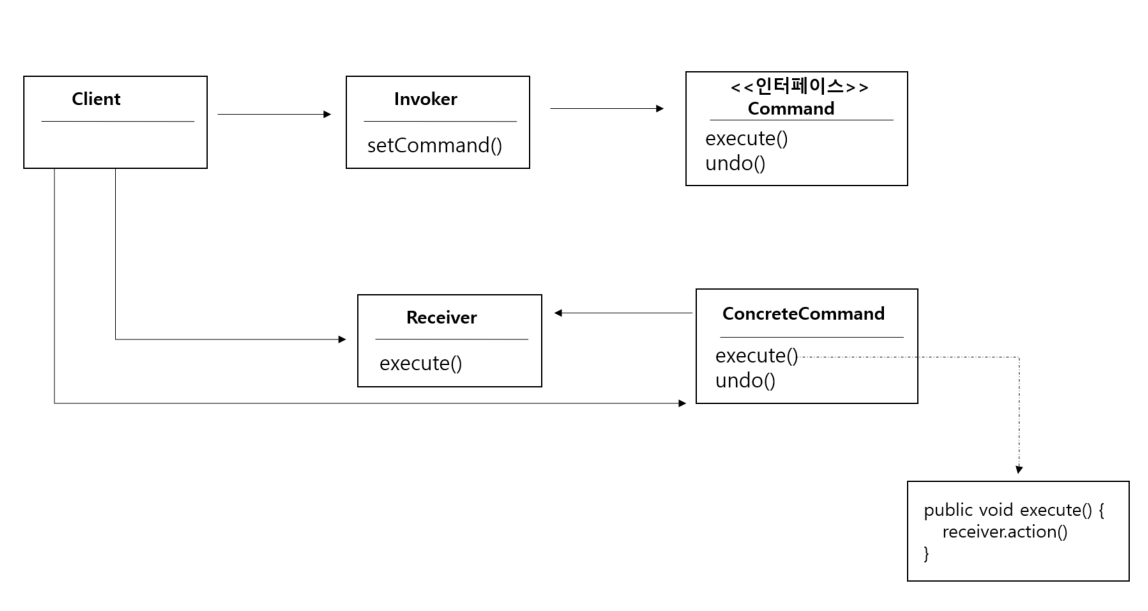 Client
Invoker
setCommand()
<<인터페이스>>
Command
execute()
undo()
Receiver
execute()
ConcreteCommand
execute()
undo()
public void execute() {
receiver.action()
}